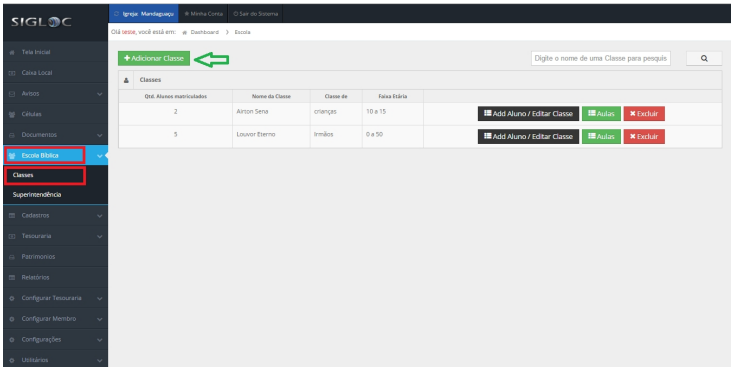 SIGLOC
Igreja: Mandaguaçu Minha Conta Sair do Sistema
Olá tesse, você está em: Dashboard Escola
Tela Inicial
Caixa Local
Avisos
Células
Documentos
Escola Bíblica
Classes
Superintendência
Cadastros
Tesouraria
Patrimonios
Relatórios
Configurar Tesouraria
Configurar Membro
Configurações
Utilitários
+ Adicionar Classe
Digite o nome de uma Classe para pesquis
Classes
Qtd. Alunos matriculados Nome da Classe Classe de Faixa Etária
2 Airton Sena crianças 10 a 15 Add Aluno / Editar Classe Aulas Excluir
5 Louvor Eterno Irmãos 0 a 50 Add Aluno / Editar Classe Aulas Excluir